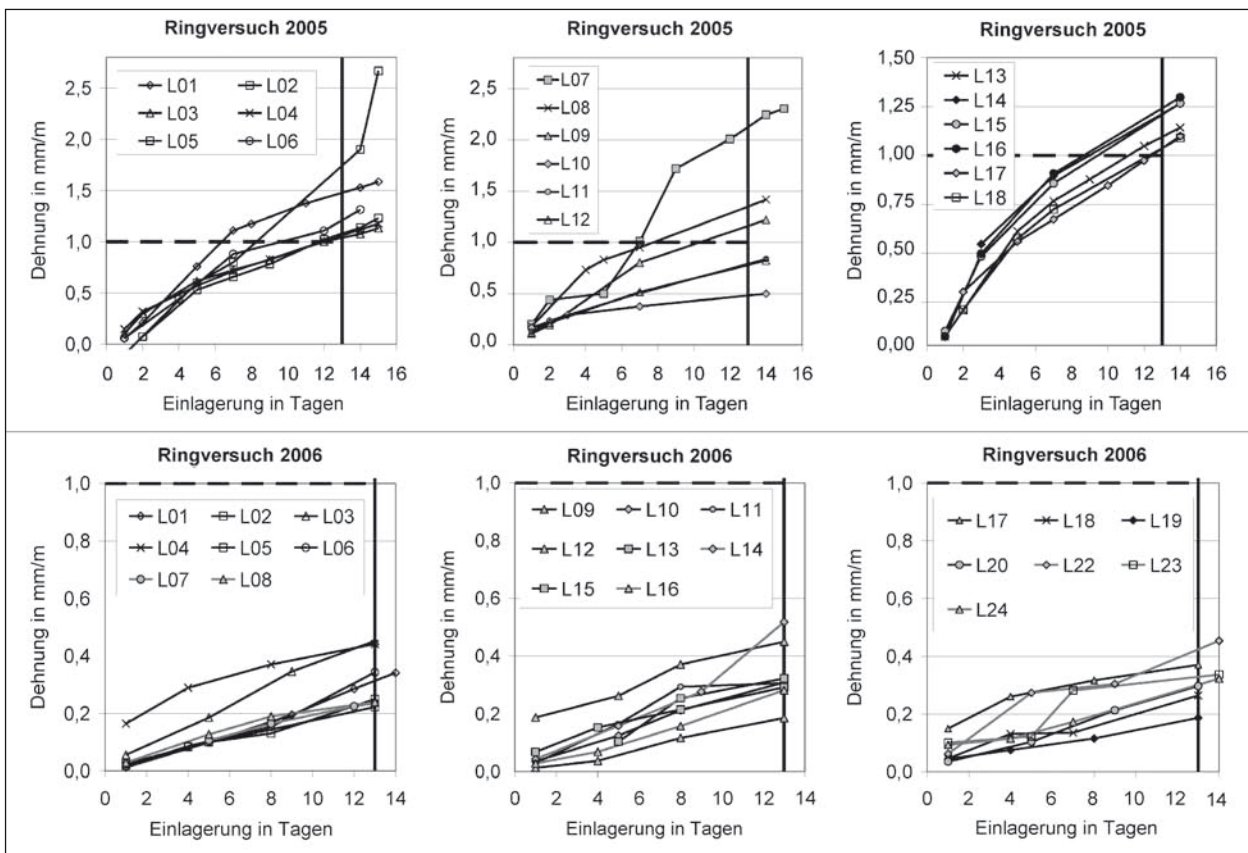 Ringversuch 2005
Dehnung in mm/m
2,5
2,0
1,5
1,0
0,5
0,0
L01 L02
L03 L04
L05 L06
0 2 4 6 8 10 12 14 16
Einlagerung in Tagen
Ringversuch 2005
Dehnung in mm/m
2,5
2,0
1,5
1,0
0,5
0,0
L07
L08
L09
L10
L11
L12
0 2 4 6 8 10 12 14 16
Einlagerung in Tagen
Ringversuch 2005
Dehnung in mm/m
1,50
1,25
1,00
0,75
0,50
0,25
0,00
L13
L14
L15
L16
L17
L18
0 2 4 6 8 10 12 14 16
Einlagerung in Tagen
Ringversuch 2006
Dehnung in mm/m
1,0
0,8
0,6
0,4
0,2
0,0
L01 L02 L03
L04 L05 L06
L07 L08
0 2 4 6 8 10 12 14
Einlagerung in Tagen
Ringversuch 2006
Dehnung in mm/m
1,0
0,8
0,6
0,4
0,2
0,0
L09 L10 L11
L12 L13 L14
L15 L16
0 2 4 6 8 10 12 14
Einlagerung in Tagen
Ringversuch 2006
Dehnung in mm/m
1,0
0,8
0,6
0,4
0,2
0,0
L17 L18 L19
L20 L22 L23
L24
0 2 4 6 8 10 12 14
Einlagerung in Tagen